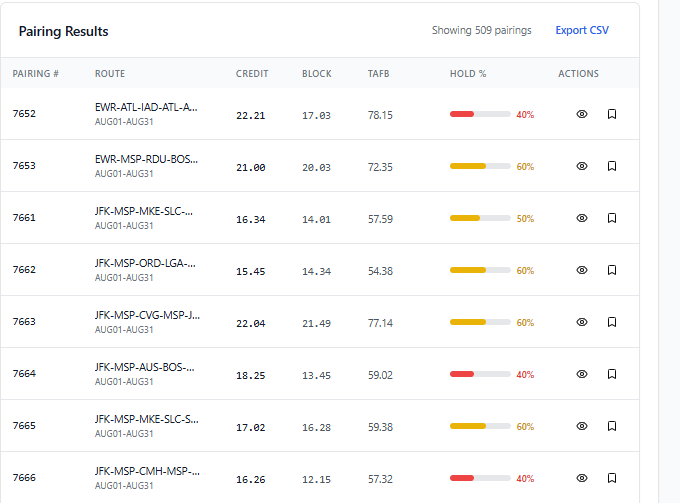 Pairing Results
Showing 509 pairings Export CSV
PAIRING # ROUTE CREDIT BLOCK TAFB HOLD % ACTIONS
7652 EWR-ATL-IAD-ATL-A... 22.21 17.03 78.15 40%
AUG01-AUG31
7653 EWR-MSP-RDU-BOS... 21.00 20.03 72.35 60%
AUG01-AUG31
7661 JFK-MSP-MKE-SLC-... 16.34 14.01 57.59 50%
AUG01-AUG31
7662 JFK-MSP-ORD-LGA-... 15.45 14.34 54.38 60%
AUG01-AUG31
7663 JFK-MSP-CVG-MSP-J... 22.04 21.49 77.14 60%
AUG01-AUG31
7664 JFK-MSP-AUS-BOS-... 18.25 13.45 59.02 40%
AUG01-AUG31
7665 JFK-MSP-MKE-SLC-S... 17.02 16.28 59.38 60%
AUG01-AUG31
7666 JFK-MSP-CMH-MSP-... 16.26 12.15 57.32 40%
AUG01-AUG31